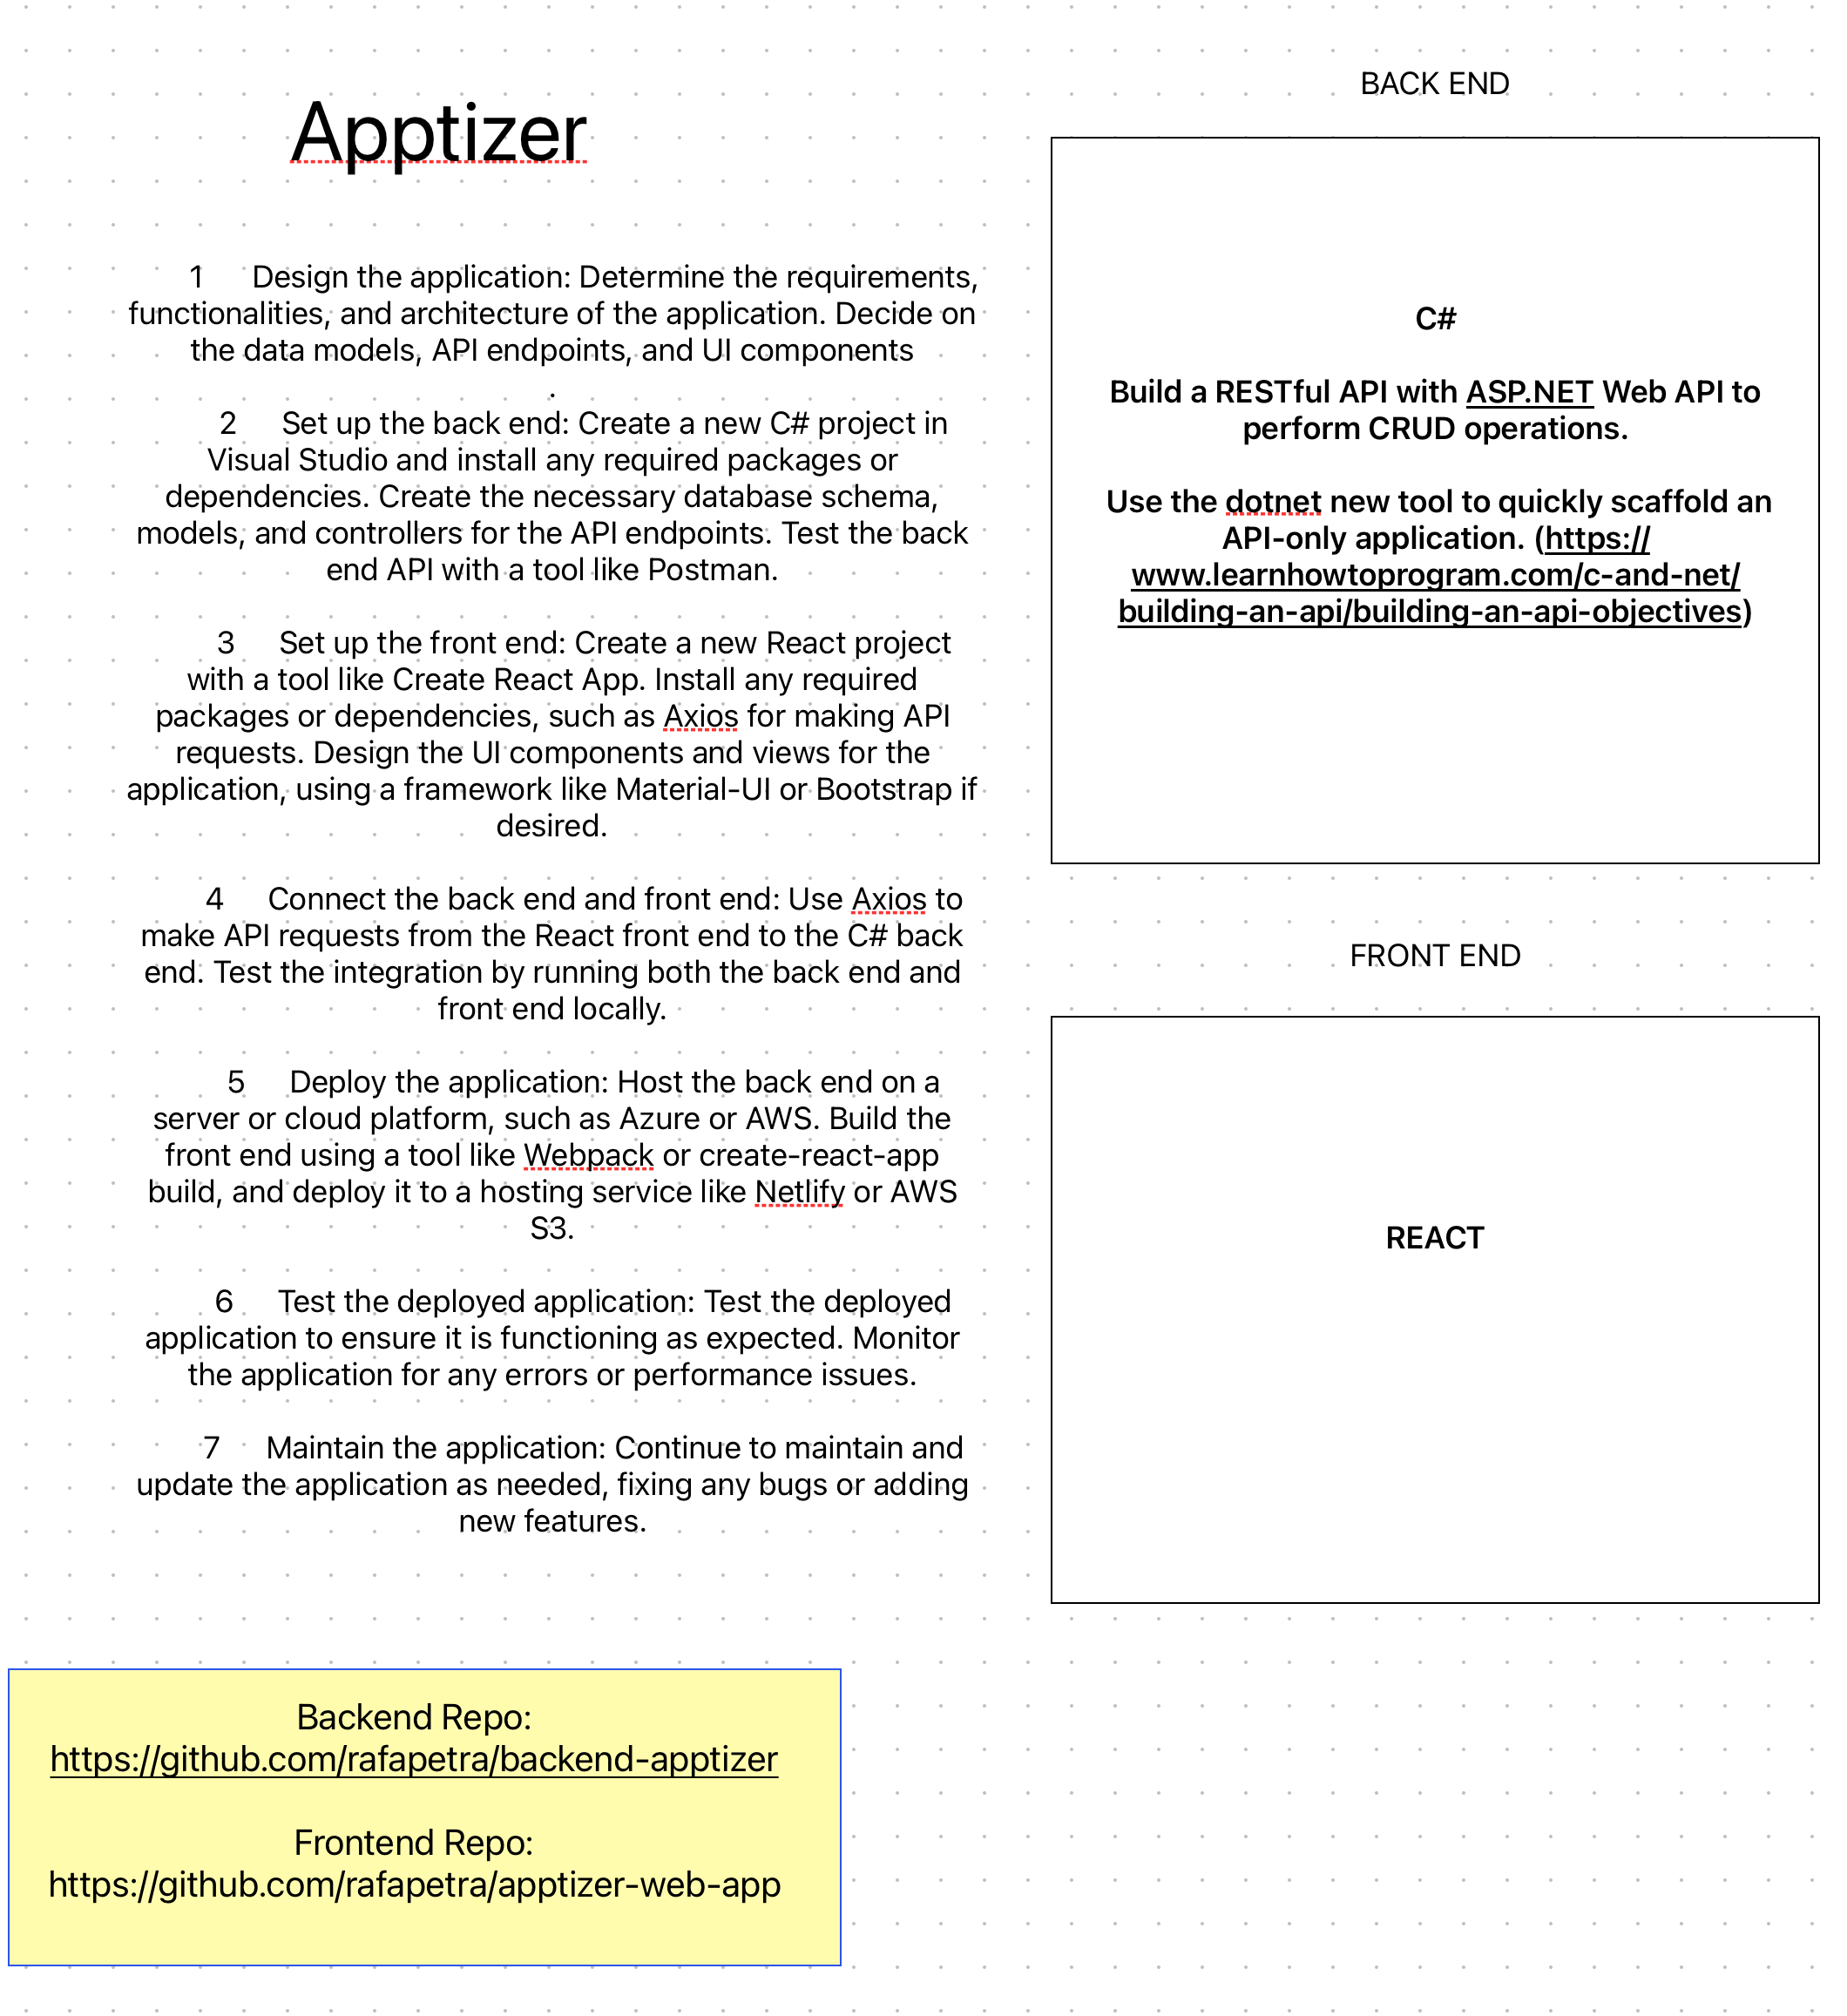 Apptizer
1 Design the application: Determine the requirements,
functionalities, and architecture of the application. Decide on
the data models, API endpoints, and UI components
.
2 Set up the back end: Create a new C# project in
Visual Studio and install any required packages or
dependencies. Create the necessary database schema,
models, and controllers for the API endpoints. Test the back
end API with a tool like Postman.
3 Set up the front end: Create a new React project
with a tool like Create React App. Install any required
packages or dependencies, such as Axios for making API
requests. Design the UI components and views for the
application, using a framework like Material-UI or Bootstrap if
desired.
4 Connect the back end and front end: Use Axios to
make API requests from the React front end to the C# back
end. Test the integration by running both the back end and
front end locally.
5 Deploy the application: Host the back end on a
server or cloud platform, such as Azure or AWS. Build the
front end using a tool like Webpack or create-react-app
build, and deploy it to a hosting service like Netlify or AWS
S3.
6 Test the deployed application: Test the deployed
application to ensure it is functioning as expected. Monitor
the application for any errors or performance issues.
7 Maintain the application: Continue to maintain and
update the application as needed, fixing any bugs or adding
new features.
Backend Repo:
https://github.com/rafapetra/backend-apptizer
Frontend Repo:
https://github.com/rafapetra/apptizer-web-app
BACK END
C#
Build a RESTful API with ASP.NET Web API to
perform CRUD operations.
Use the dotnet new tool to quickly scaffold an
API-only application. (https://
www.learnhowtoprogram.com/c-and-net/
building-an-api/building-an-api-objectives)
FRONT END
REACT